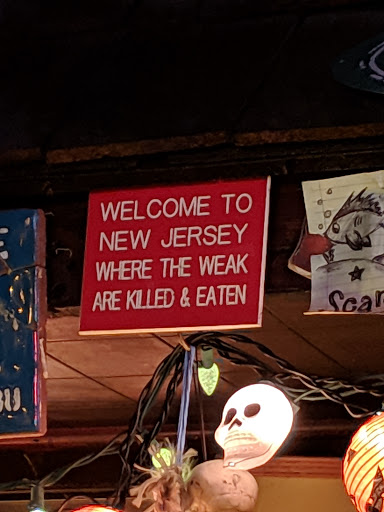 WELCOME TO
NEW JERSEY
WHERE THE WEAK
ARE KILLED & EATEN